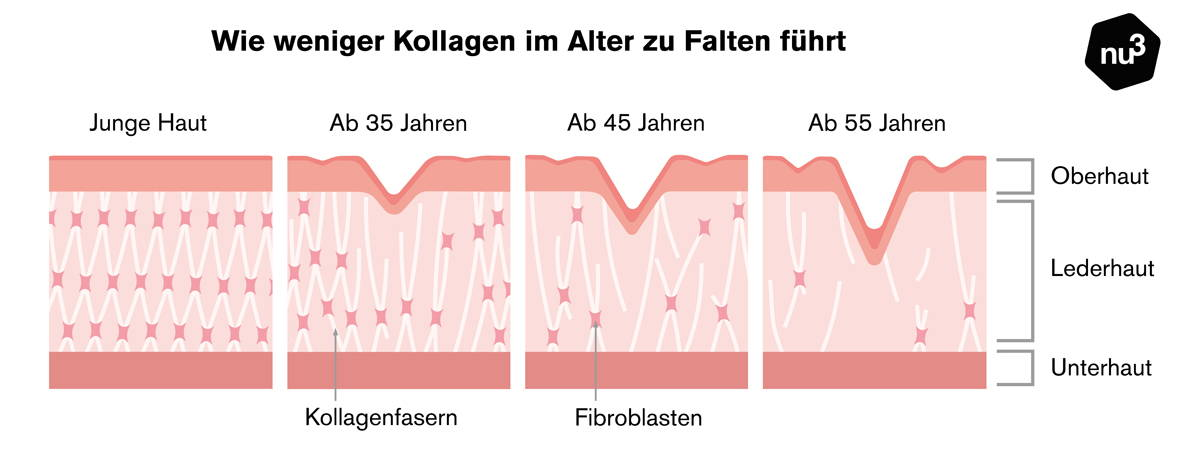 Wie weniger Kollagen im Alter zu Falten führt
nu3
Junge Haut
Ab 35 Jahren
Ab 45 Jahren
Ab 55 Jahren
Oberhaut
Lederhaut
Unterhaut
Kollagenfasern
Fibroblasten